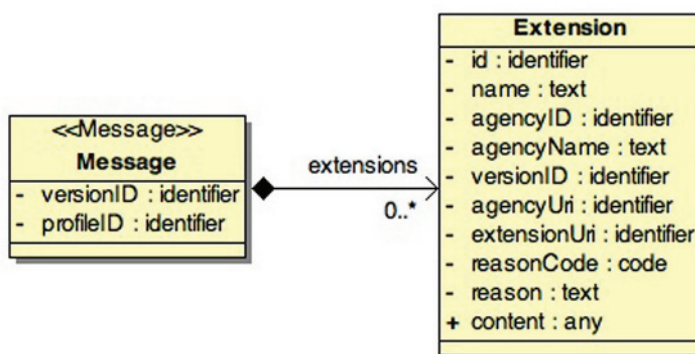 <<Message>>
Message
- versionID : identifier
- profileID : identifier
extensions
0..*
Extension
- id : identifier
- name : text
- agencyID : identifier
- agencyName : text
- versionID : identifier
- agencyUri : identifier
- extensionUri : identifier
- reasonCode : code
- reason : text
+ content : any